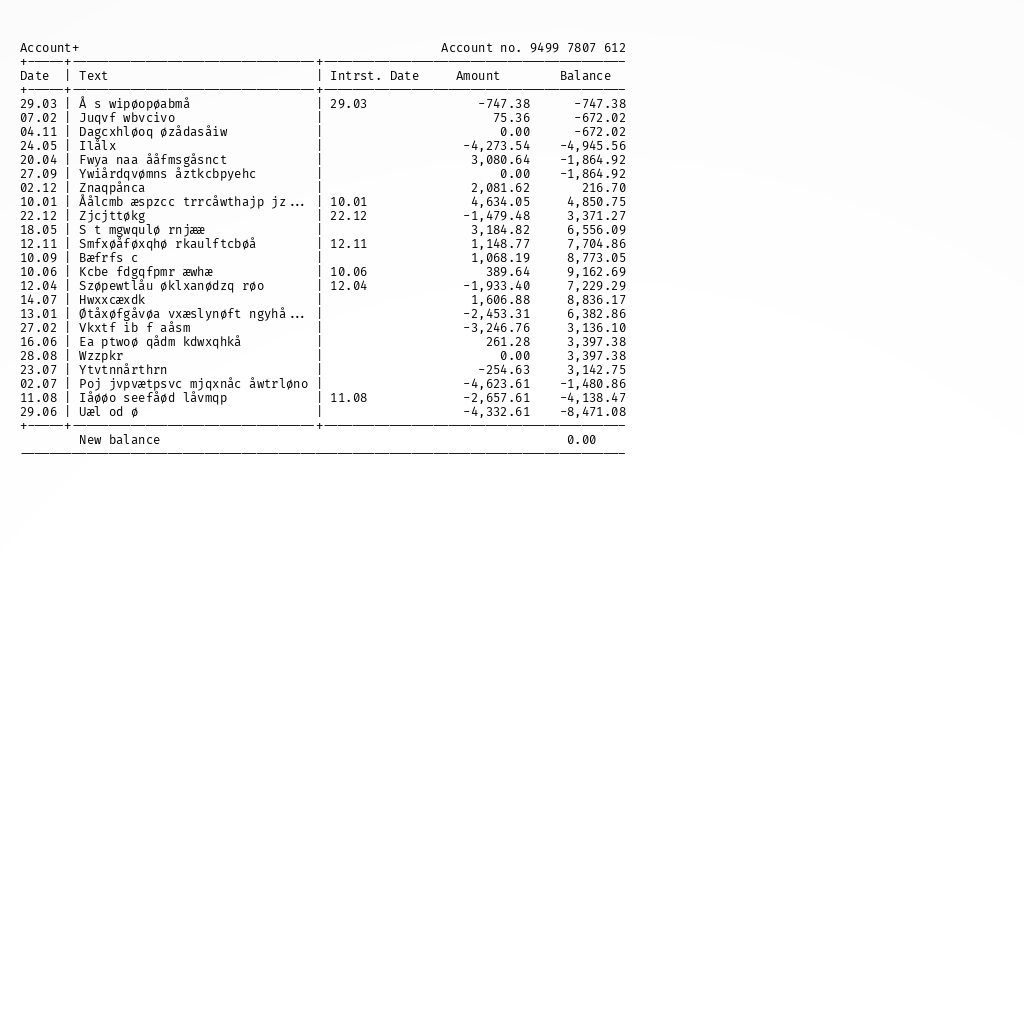 Account+ Account no. 9499 7807 612
Date | Text | Intrst. Date Amount Balance
29.03 | Å s wipøopøabmå | 29.03 -747.38 -747.38
07.02 | Juqvf wbvcivo | 75.36 -672.02
04.11 | Dagcxhløoq øzådasåiw | 0.00 -672.02
24.05 | Ilålx | -4,273.54 -4,945.56
20.04 | Fwya naa ååfmsgåsnct | 3,080.64 -1,864.92
27.09 | Ywiårdqvømns åztkcbpyehc | 0.00 -1,864.92
02.12 | Znaqpånca | 2,081.62 216.70
10.01 | Åålcmb æspzcc trrcåwthajp jz... | 10.01 4,634.05 4,850.75
22.12 | Zjcjttøkg | 22.12 -1,479.48 3,371.27
18.05 | S t mgwqulø rnjææ | 3,184.82 6,556.09
12.11 | Smfxøåføxqhø rkaulftcbøå | 12.11 1,148.77 7,704.86
10.09 | Bæfrfs c | 1,068.19 8,773.05
10.06 | Kcbe fdgqfpmr æwhæ | 10.06 389.64 9,162.69
12.04 | Szøpewtlåu øklxanødzq røo | 12.04 -1,933.40 7,229.29
14.07 | Hwxxcæxdk | 1,606.88 8,836.17
13.01 | Øtåxøfgåvøa vxæslynøft ngyhå... | -2,453.31 6,382.86
27.02 | Vkxtf ib f aåsm | -3,246.76 3,136.10
16.06 | Ea ptwoø qådm kdwxqhkå | 261.28 3,397.38
28.08 | Wzzpkr | 0.00 3,397.38
23.07 | Ytvtnnårthrn | -254.63 3,142.75
02.07 | Poj jvpvætpsvc mjqxnåc åwtrløno | -4,623.61 -1,480.86
11.08 | Iåøøo seefåød låvmqp | 11.08 -2,657.61 -4,138.47
29.06 | Uæl od ø | -4,332.61 -8,471.08
New balance 0.00